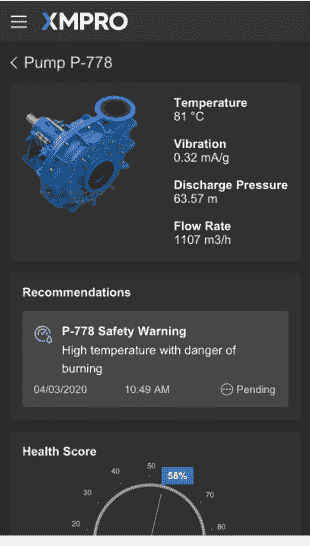 XMPRO
Pump P-778
Temperature
81 °C
Vibration
0.32 mA/g
Discharge Pressure
63.57 m
Flow Rate
1107 m3/h
Recommendations
P-778 Safety Warning
High temperature with danger of
burning
04/03/2020 10:49 AM Pending
Health Score
50
58%
40
30
70
20
80